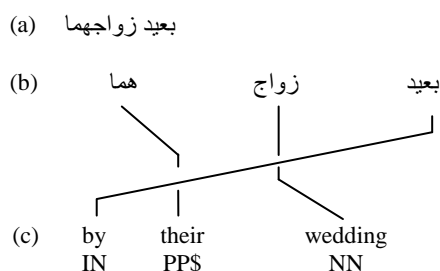 (a) بعيد زواجهما
(b) بعيد زواج هما
(c) by their wedding
IN PP$ NN